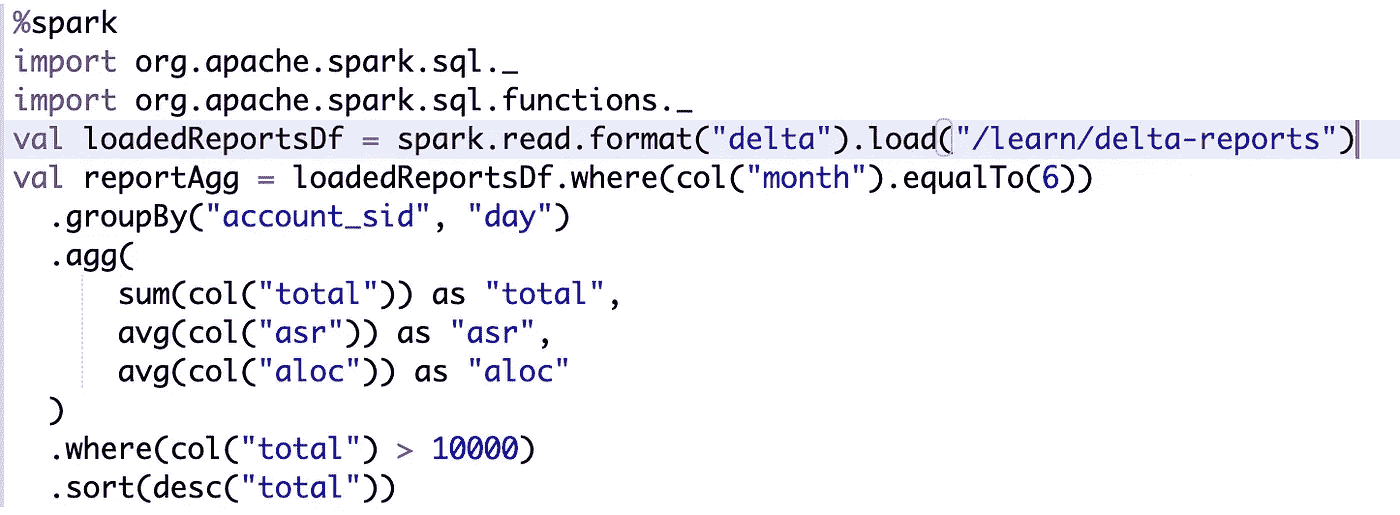 %spark
import org.apache.spark.sql._
import org.apache.spark.sql.functions._
val loadedReportsDf = spark.read.format("delta").load("/learn/delta-reports")
val reportAgg = loadedReportsDf.where(col("month").equalTo(6))
  .groupBy("account_sid", "day")
  .agg(
      sum(col("total")) as "total",
      avg(col("asr")) as "asr",
      avg(col("aloc")) as "aloc"
  )
  .where(col("total") > 10000)
  .sort(desc("total"))